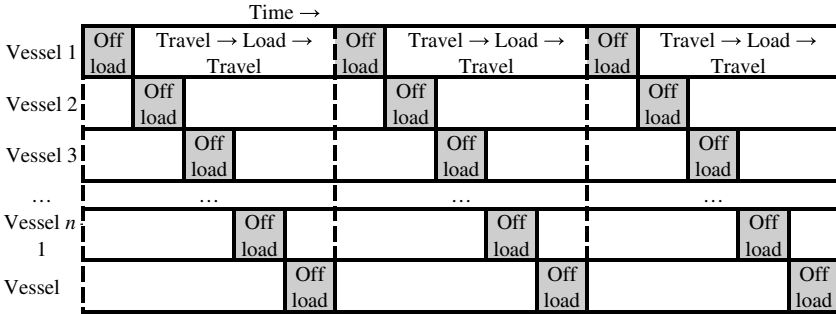 Time →
Vessel 1
Off load
Travel → Load → Travel
Off load
Travel → Load → Travel
Off load
Travel → Load → Travel
Vessel 2
Off load
Off load
Off load
Vessel 3
Off load
Off load
Off load
...
...
...
...
Vessel n-1
Off load
Off load
Off load
Vessel
Off load
Off load
Off load